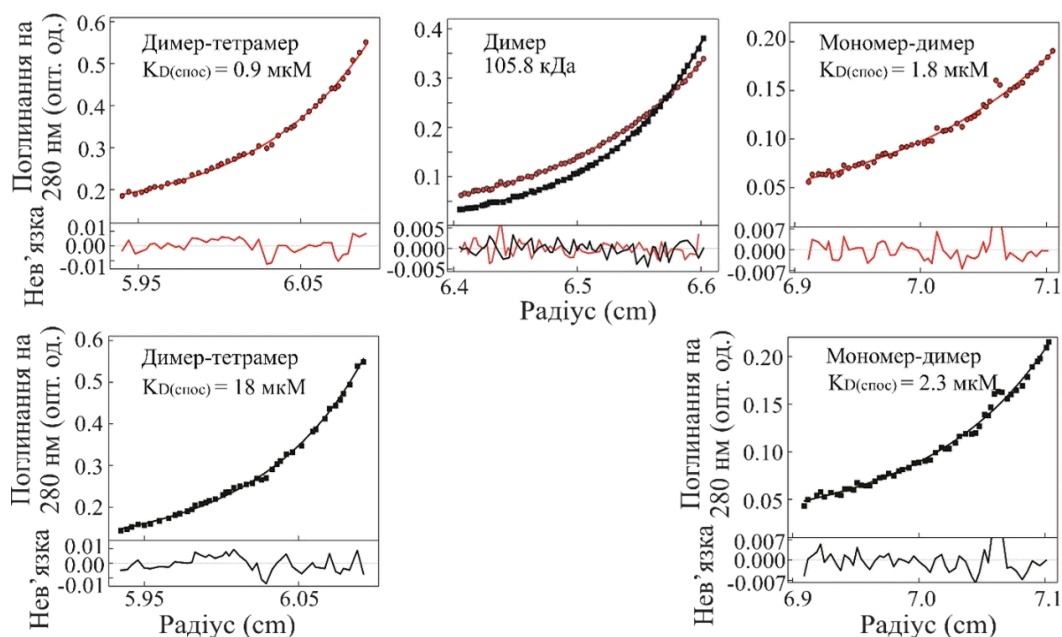 Поглинання на
280 нм (опт. од.)
0.6
0.5
0.4
0.3
0.2
Димер-тетрамер
KD(спос) = 0.9 мкМ
Нев’язка
0.01
0.00
-0.01
5.95
6.05
0.4
0.3
0.2
0.1
Димер
105.8 кДа
0.005
0.000
-0.005
6.4
6.5
6.6
Радіус (cm)
0.20
0.15
0.10
0.05
Мономер-димер
KD(спос) = 1.8 мкМ
0.007
0.000
-0.007
6.9
7.0
7.1
Поглинання на
280 нм (опт. од.)
0.6
0.5
0.4
0.3
0.2
Димер-тетрамер
KD(спос) = 18 мкМ
Нев’язка
0.01
0.00
-0.01
5.95
6.05
Радіус (cm)
Поглинання на
280 нм (опт. од.)
0.20
0.15
0.10
0.05
Мономер-димер
KD(спос) = 2.3 мкМ
Нев’язка
0.007
0.000
-0.007
6.9
7.0
7.1
Радіус (cm)